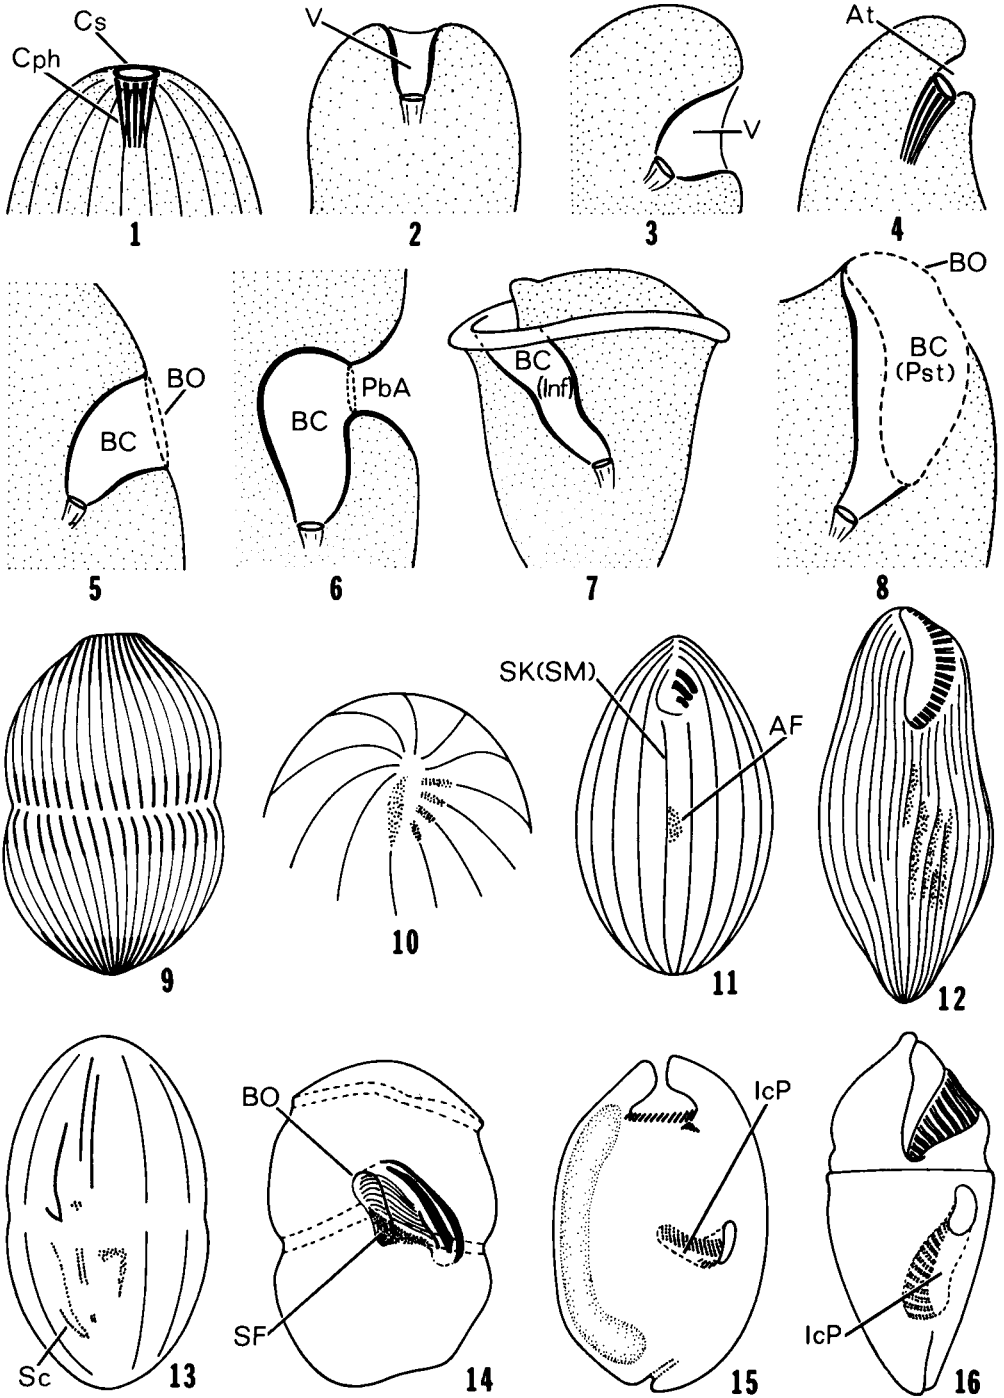 Cs
Cph
1
V
2
V
3
At
4
BC
BO
5
BC
PbA
6
BC
(Inf)
7
BO
BC
(Pst)
8
9
10
SK(SM)
AF
11
12
Sc
13
BO
SF
14
IcP
15
IcP
16